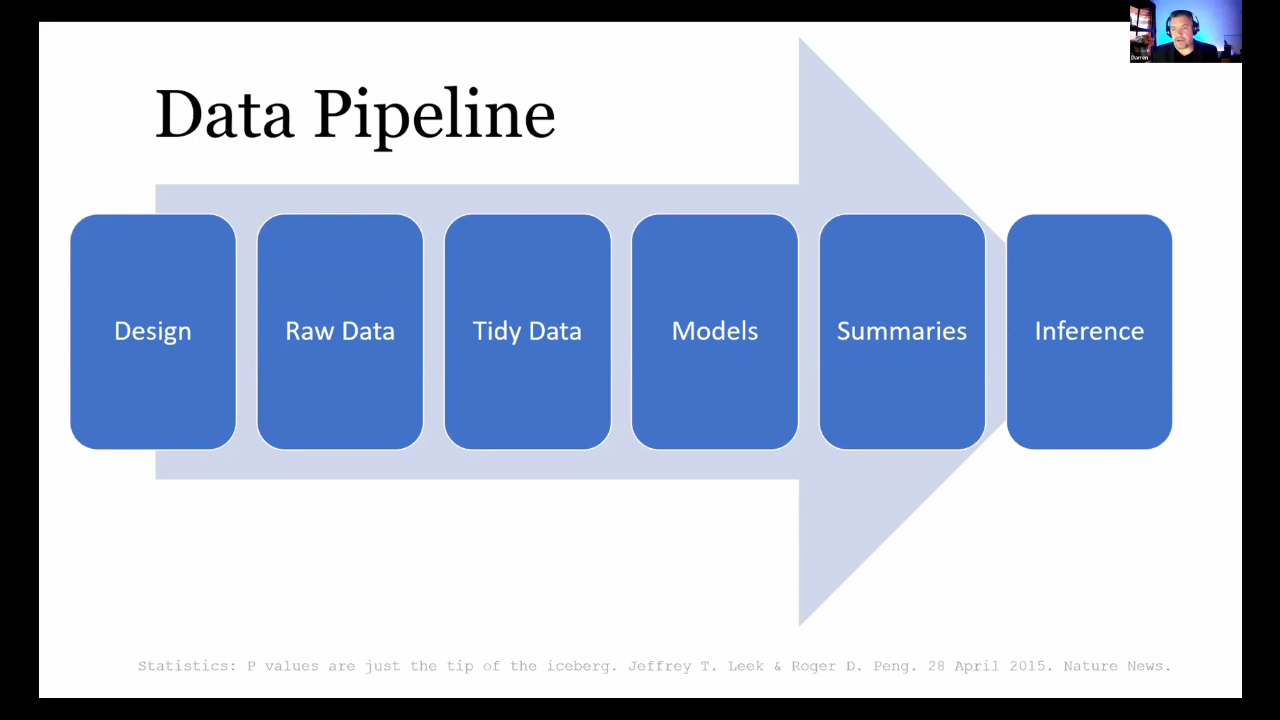 Darren
Data Pipeline
Design
Raw Data
Tidy Data
Models
Summaries
Inference
Statistics: P values are just the tip of the iceberg. Jeffrey T. Leek & Roger D. Peng. 28 April 2015. Nature News.